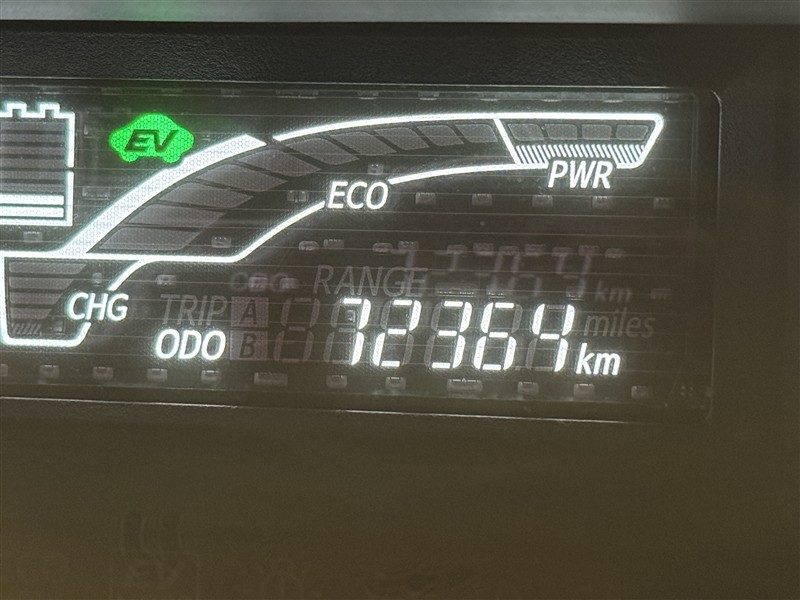 EV
ECO
PWR
CHG
RANGE
km
TRIP A
miles
ODO B 72364 km